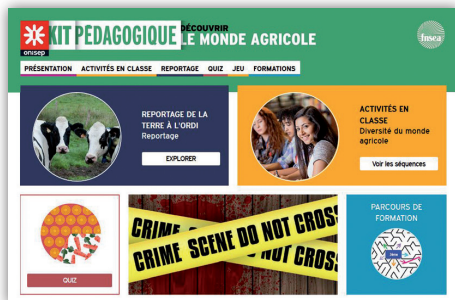 KIT PÉDAGOGIQUE
DÉCOUVRIR
LE MONDE AGRICOLE
onisep
fnsea
PRÉSENTATION ACTIVITÉS EN CLASSE REPORTAGE QUIZ JEU FORMATIONS
REPORTAGE DE LA
TERRE À L'ORDI
Reportage
EXPLORER
ACTIVITÉS EN
CLASSE
Diversité du monde
agricole
Voir les séquences
QUIZ
CRIME SCENE DO NOT CROSS
CRIME SCENE DO NOT CROSS
PARCOURS DE
FORMATION